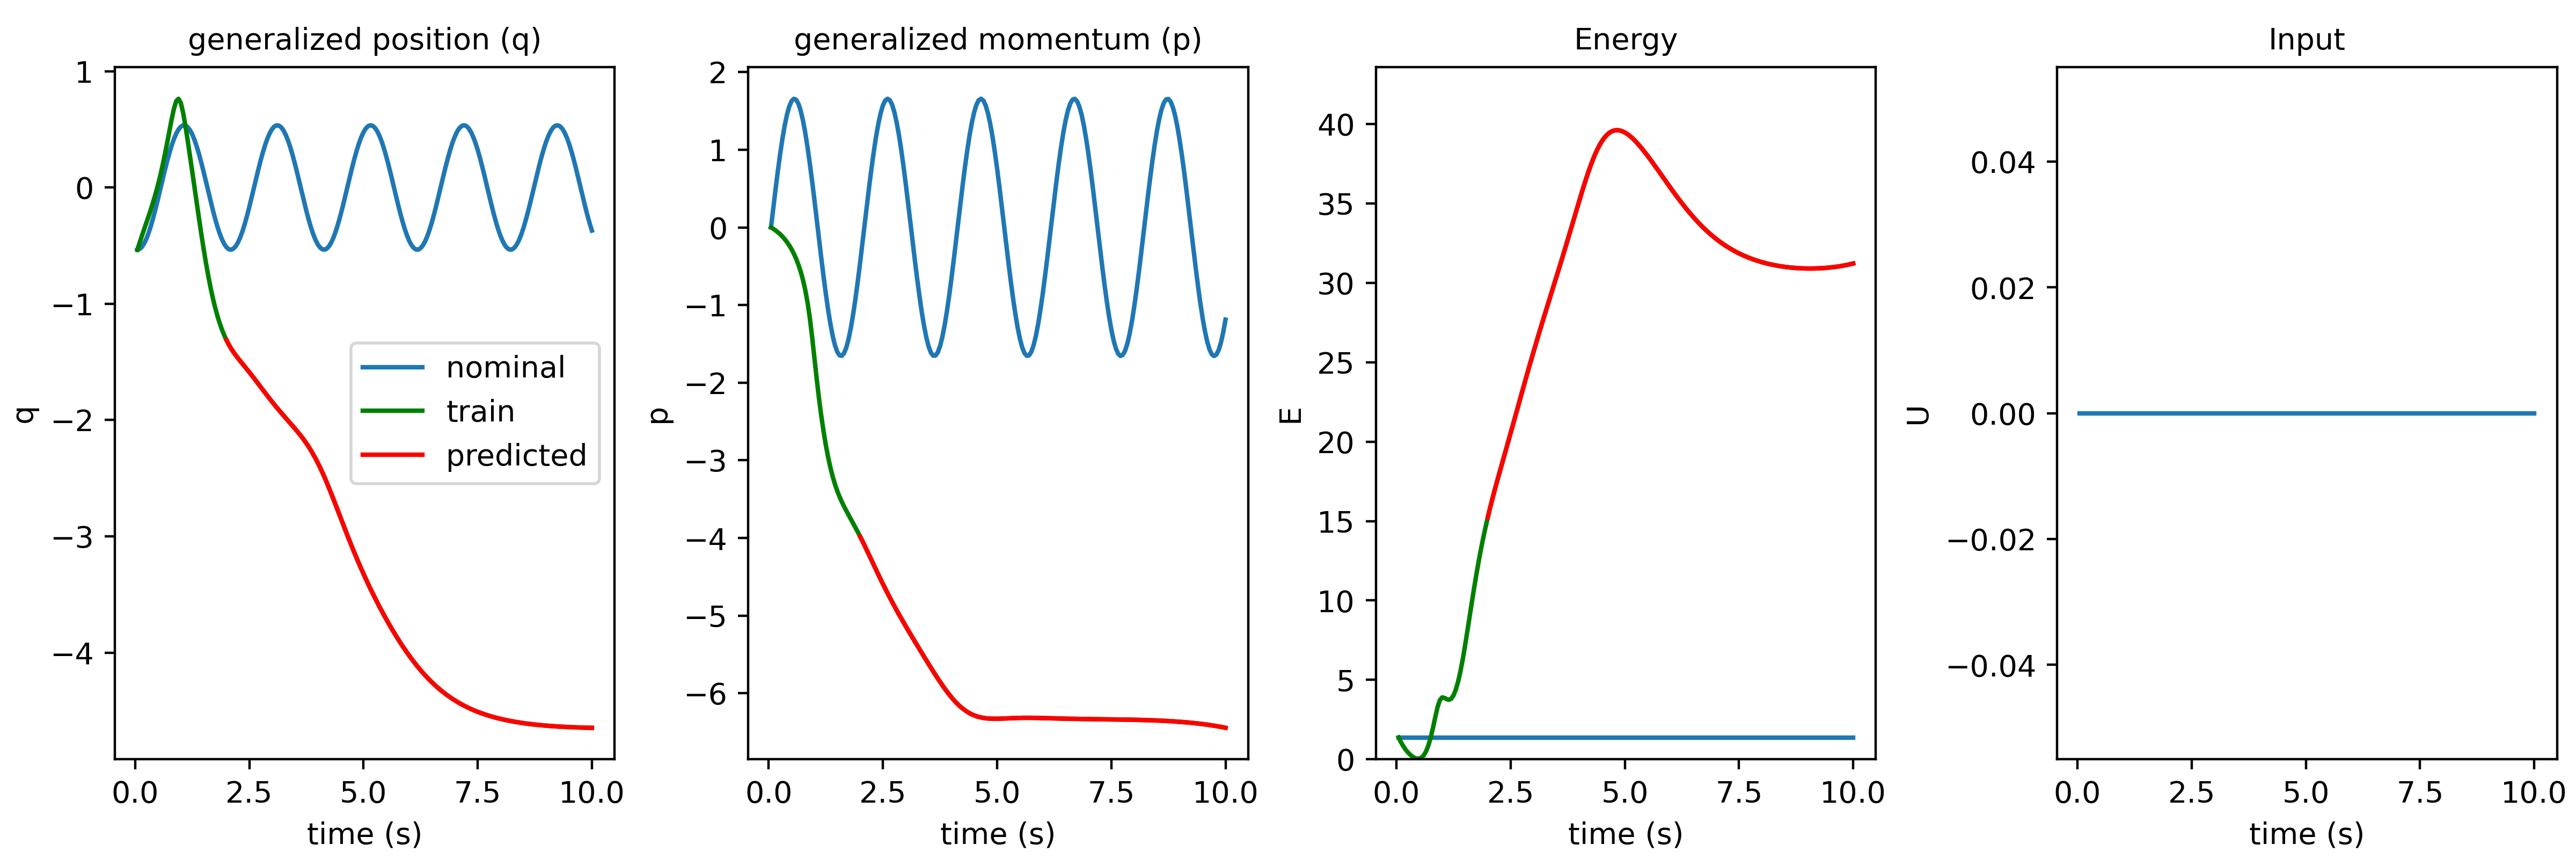 generalized position (q)
1
0
−1
−2
−3
−4
q
nominal
train
predicted
0.0 2.5 5.0 7.5 10.0
time (s)
generalized momentum (p)
2
1
0
−1
−2
−3
−4
−5
−6
p
0.0 2.5 5.0 7.5 10.0
time (s)
Energy
40
35
30
25
20
15
10
5
0
E
0.0 2.5 5.0 7.5 10.0
time (s)
Input
0.04
0.02
0.00
−0.02
−0.04
U
0.0 2.5 5.0 7.5 10.0
time (s)